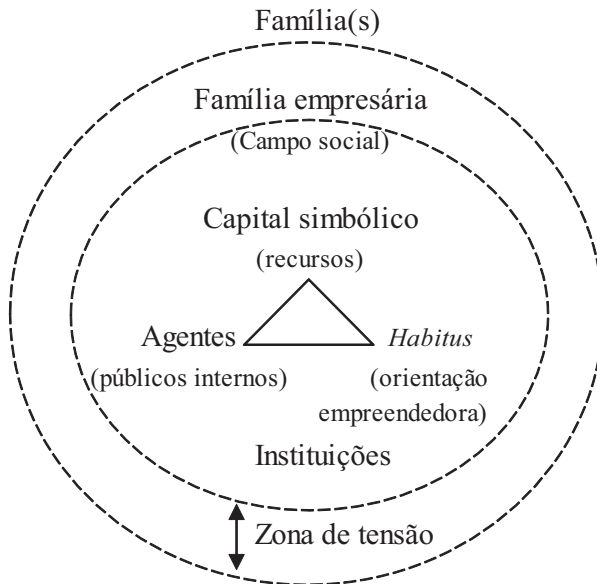 Família(s)
Família empresária
(Campo social)
Capital simbólico
(recursos)
Agentes
Habitus
(públicos internos)
(orientação
empreendedora)
Instituições
Zona de tensão